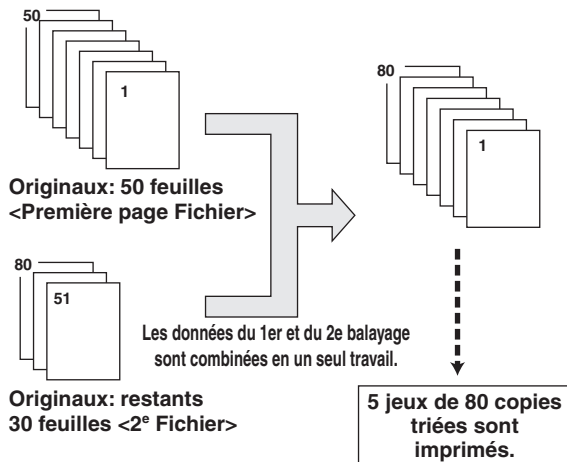 50
1
Originaux: 50 feuilles
<Première page Fichier>
80
51
Originaux: restants
30 feuilles <2e Fichier>
Les données du 1er et du 2e balayage
sont combinées en un seul travail.
80
1
5 jeux de 80 copies
triées sont
imprimés.